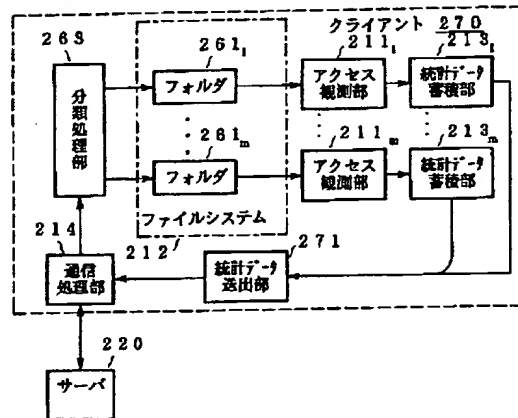 クライアント 270
263
261₁
211₁
213₁
分類処理部
フォルダ
アクセス
観測部
統計データ
蓄積部
261ₘ
211ₘ
213ₘ
フォルダ
アクセス
観測部
統計データ
蓄積部
ファイルシステム
214
212
271
通信
処理部
統計データ
送出部
220
サーバ